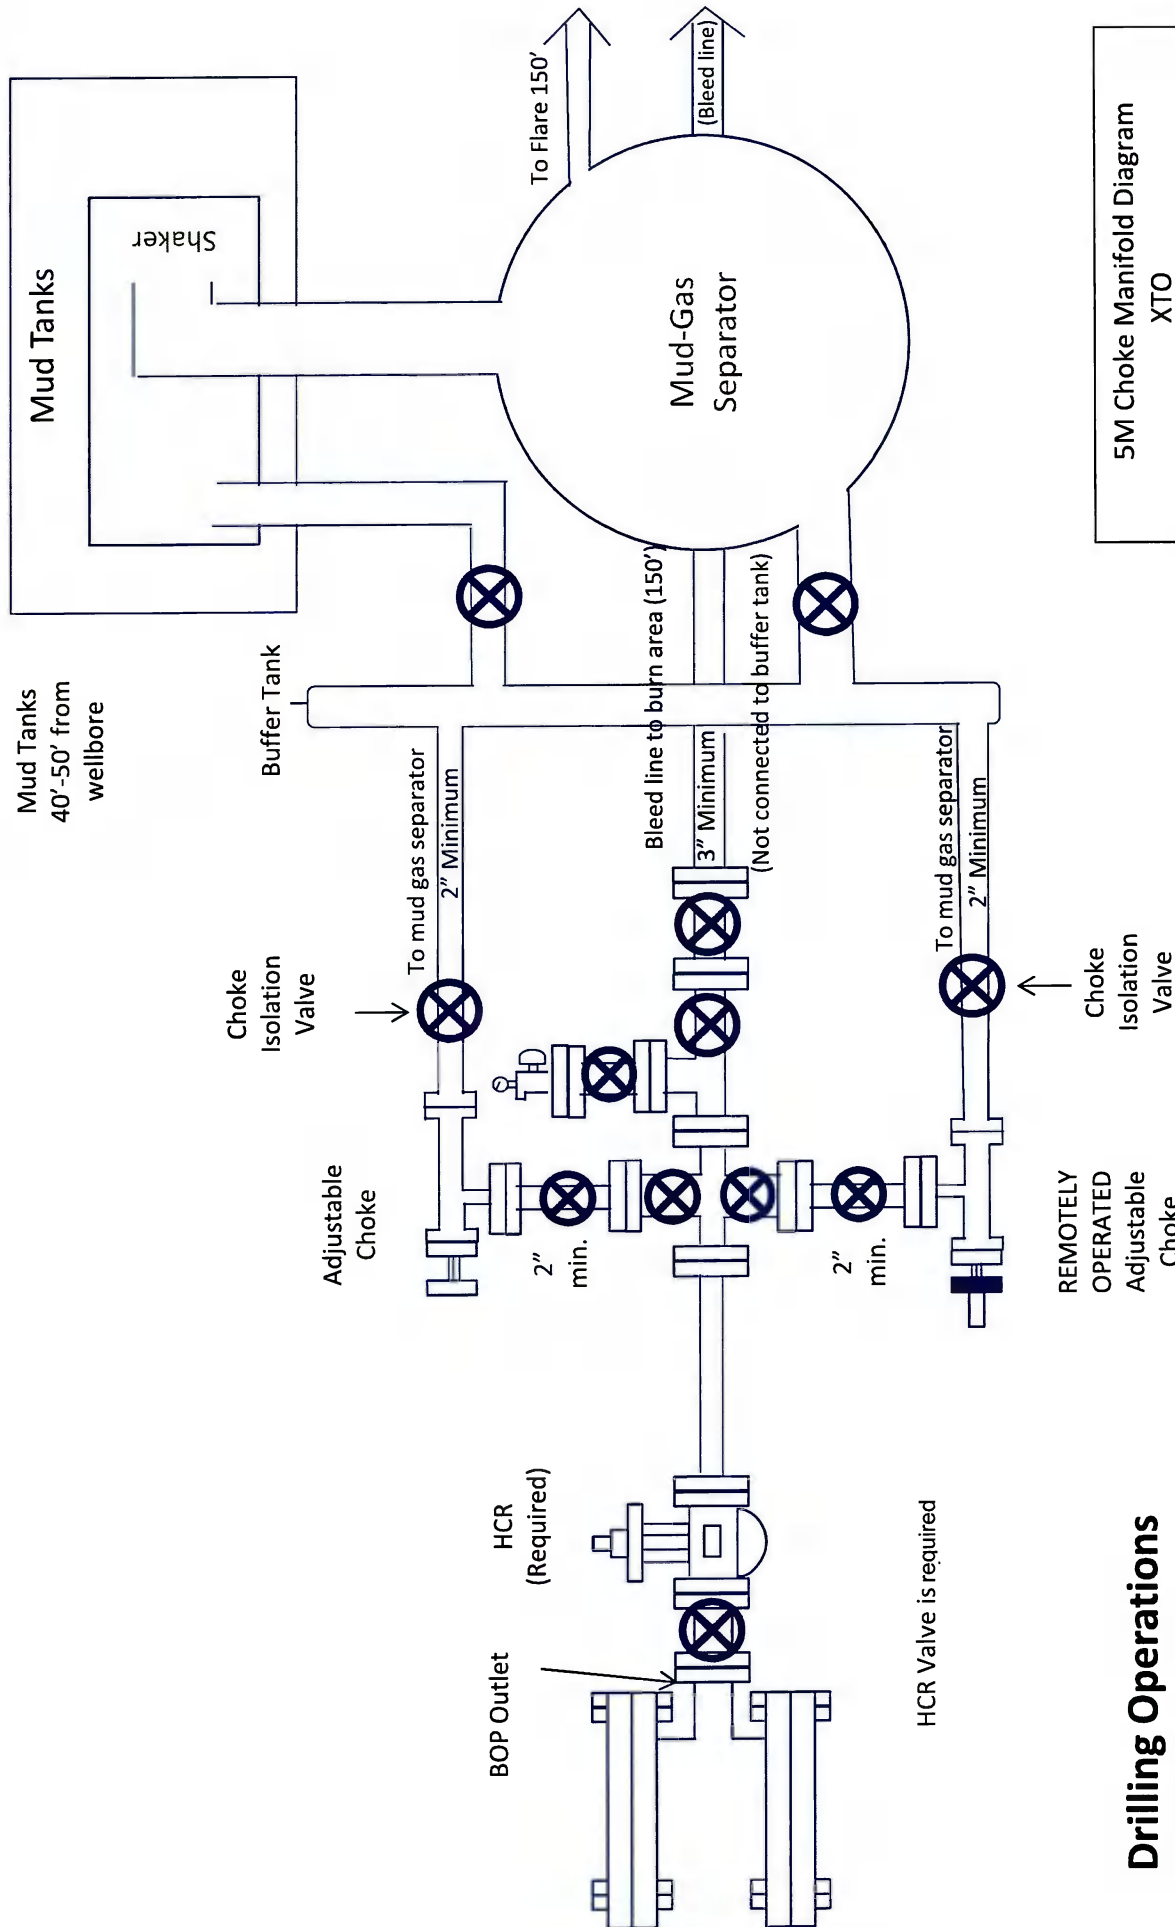 Mud Tanks
40’-50’ from
wellbore
Mud Tanks
Shaker
Buffer Tank
To Flare 150’
(Bleed line)
Mud-Gas
Separator
Choke
Isolation
Valve
To mud gas separator
2” Minimum
Adjustable
Choke
2”
min.
Bleed line to burn area (150’)
3” Minimum
(Not connected to buffer tank)
HCR
(Required)
BOP Outlet
2”
min.
To mud gas separator
2” Minimum
Choke
Isolation
Valve
REMOTELY
OPERATED
Adjustable
Choke
HCR Valve is required
Drilling Operations
5M Choke Manifold Diagram
XTO